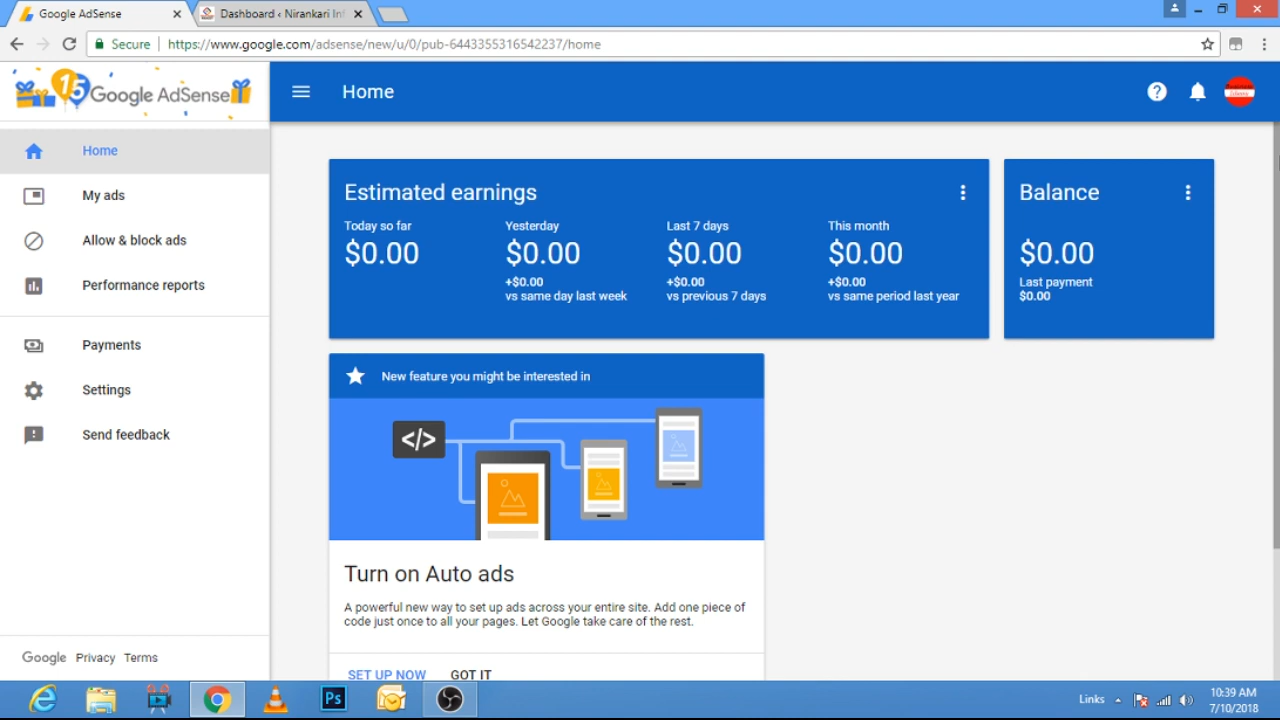 Google AdSense
Dashboard ‹ Nirankari Inf
Secure
https://www.google.com/adsense/new/u/0/pub-6443355316542237/home
15 Google AdSense
Home
Home
My ads
Allow & block ads
Performance reports
Payments
Settings
Send feedback
Google Privacy Terms
Estimated earnings
Today so far
$0.00
Yesterday
$0.00
+$0.00
vs same day last week
Last 7 days
$0.00
+$0.00
vs previous 7 days
This month
$0.00
+$0.00
vs same period last year
Balance
$0.00
Last payment
$0.00
New feature you might be interested in
</>
Turn on Auto ads
A powerful new way to set up ads across your entire site. Add one piece of
code just once to all your pages. Let Google take care of the rest.
SET UP NOW GOT IT
Ps
Links
10:39 AM
7/10/2018